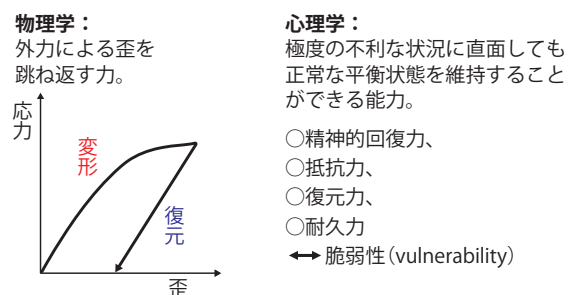 物理学：
外力による歪を
跳ね返す力。
応力
変形
復元
歪
心理学：
極度の不利な状況に直面しても
正常な平衡状態を維持すること
ができる能力。
○精神的回復力、
○抵抗力、
○復元力、
○耐久力
↔脆弱性（vulnerability）